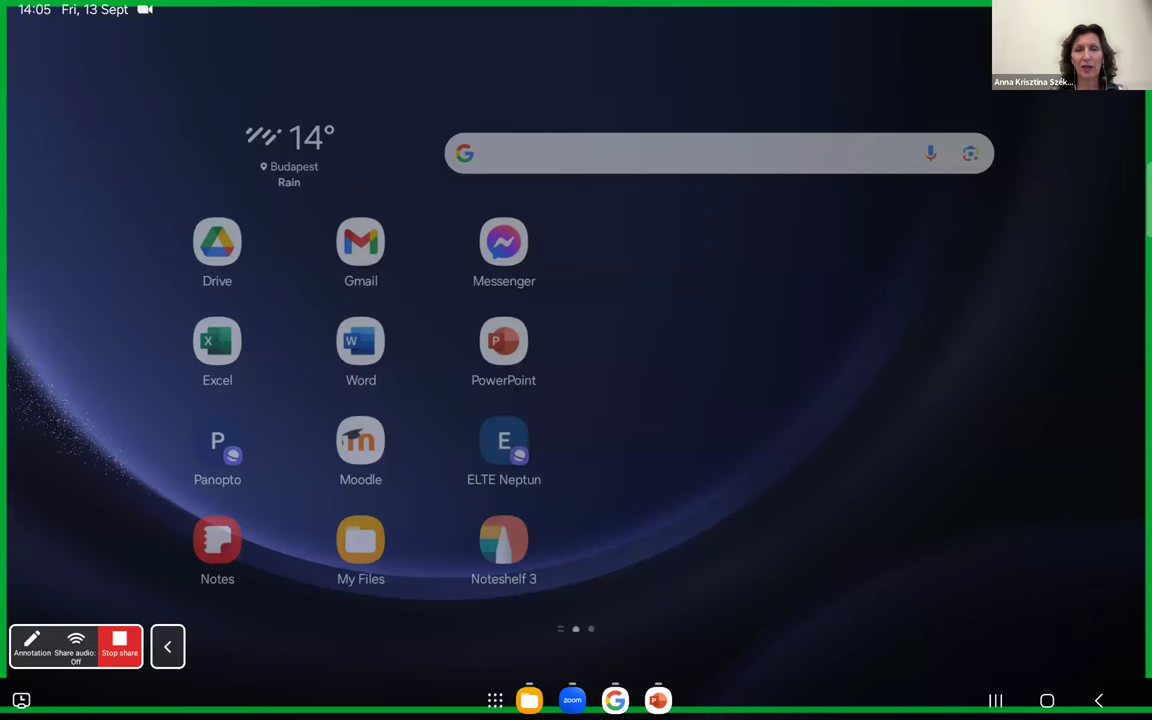 14:05 Fri, 13 Sept
Anna Krisztina Szék...
14°
Budapest
Rain
Drive
Gmail
Messenger
Excel
Word
PowerPoint
P
E
Panopto
Moodle
ELTE Neptun
Notes
My Files
Noteshelf 3
Annotation
Share audio:
Off
Stop share
zoom